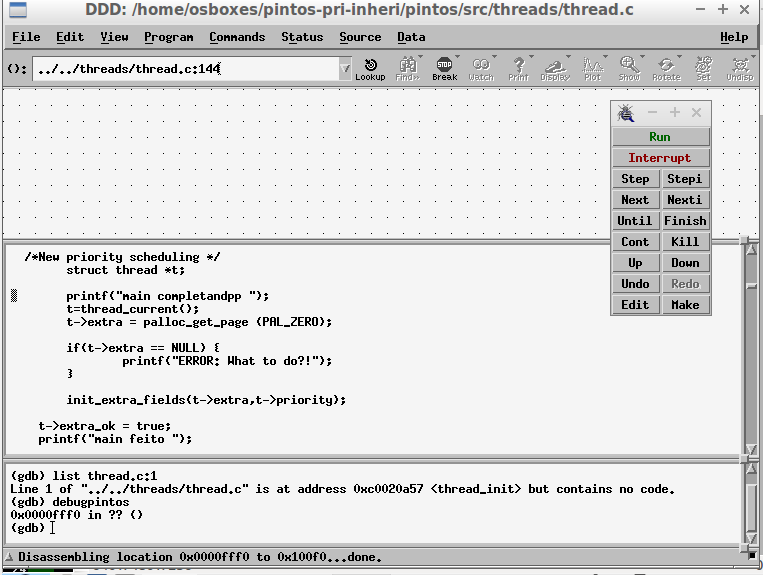 DDD: /home/osboxes/pintos-pri-inheri/pintos/src/threads/thread.c
File Edit View Program Commands Status Source Data Help
(): ../../threads/thread.c:144
Lookup Find>> Break Watch Print Display Plot Show Rotate Set Undisp
Run
Interrupt
Step Stepi
Next Nexti
Until Finish
Cont Kill
Up Down
Undo Redo
Edit Make
/*New priority scheduling */
struct thread *t;
printf("main completandpp ");
t=thread_current();
t->extra = palloc_get_page (PAL_ZERO);
if(t->extra == NULL) {
printf("ERROR: What to do?!");
}
init_extra_fields(t->extra,t->priority);
t->extra_ok = true;
printf("main feito ");
(gdb) list thread.c:1
Line 1 of "../../threads/thread.c" is at address 0xc0020a57 <thread_init> but contains no code.
(gdb) debugpintos
0x0000fff0 in ?? ()
(gdb)
Disassembling location 0x0000fff0 to 0x100f0...done.